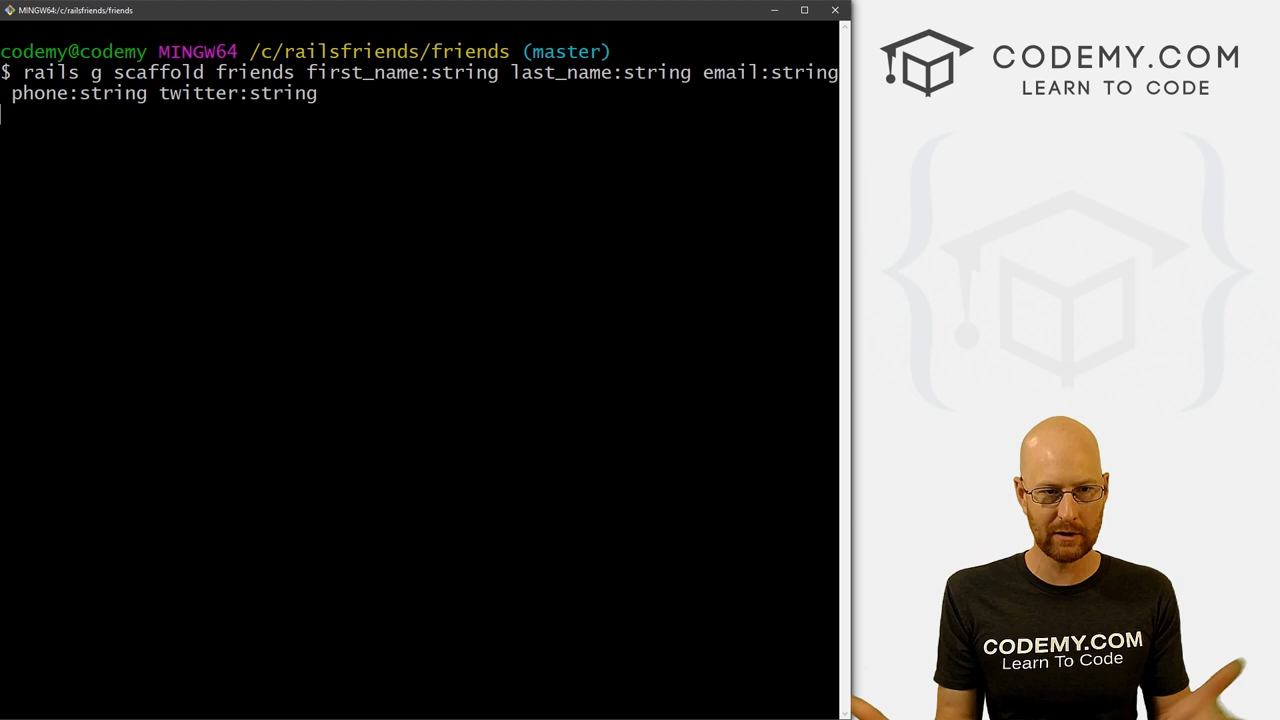 MINGW64:/c/railsfriends/friends
codemy@codemy MINGW64 /c/railsfriends/friends (master)
$ rails g scaffold friends first_name:string last_name:string email:string
phone:string twitter:string
CODEMY.COM
LEARN TO CODE
CODEMY.COM
Learn To Code